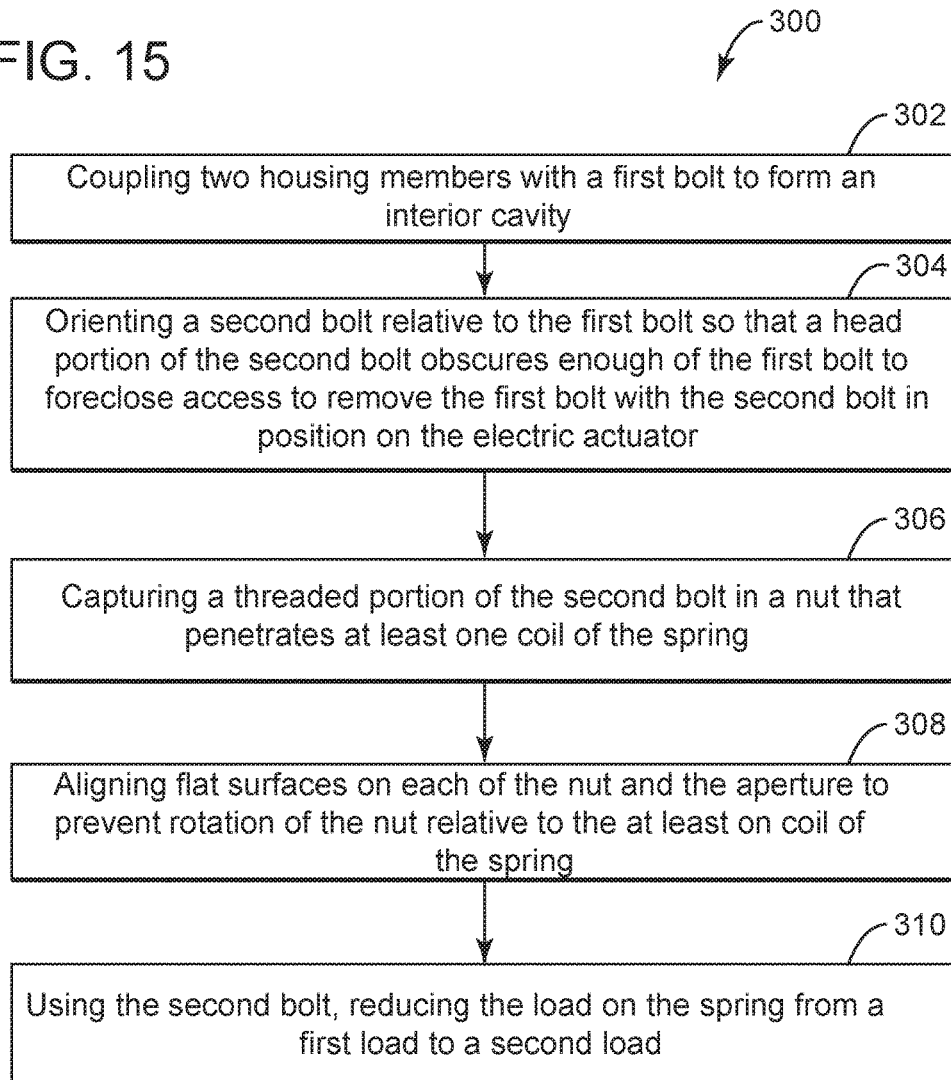 FIG. 15
300
302
Coupling two housing members with a first bolt to form an
interior cavity
304
Orienting a second bolt relative to the first bolt so that a head
portion of the second bolt obscures enough of the first bolt to
foreclose access to remove the first bolt with the second bolt in
position on the electric actuator
306
Capturing a threaded portion of the second bolt in a nut that
penetrates at least one coil of the spring
308
Aligning flat surfaces on each of the nut and the aperture to
prevent rotation of the nut relative to the at least on coil of
the spring
310
Using the second bolt, reducing the load on the spring from a
first load to a second load